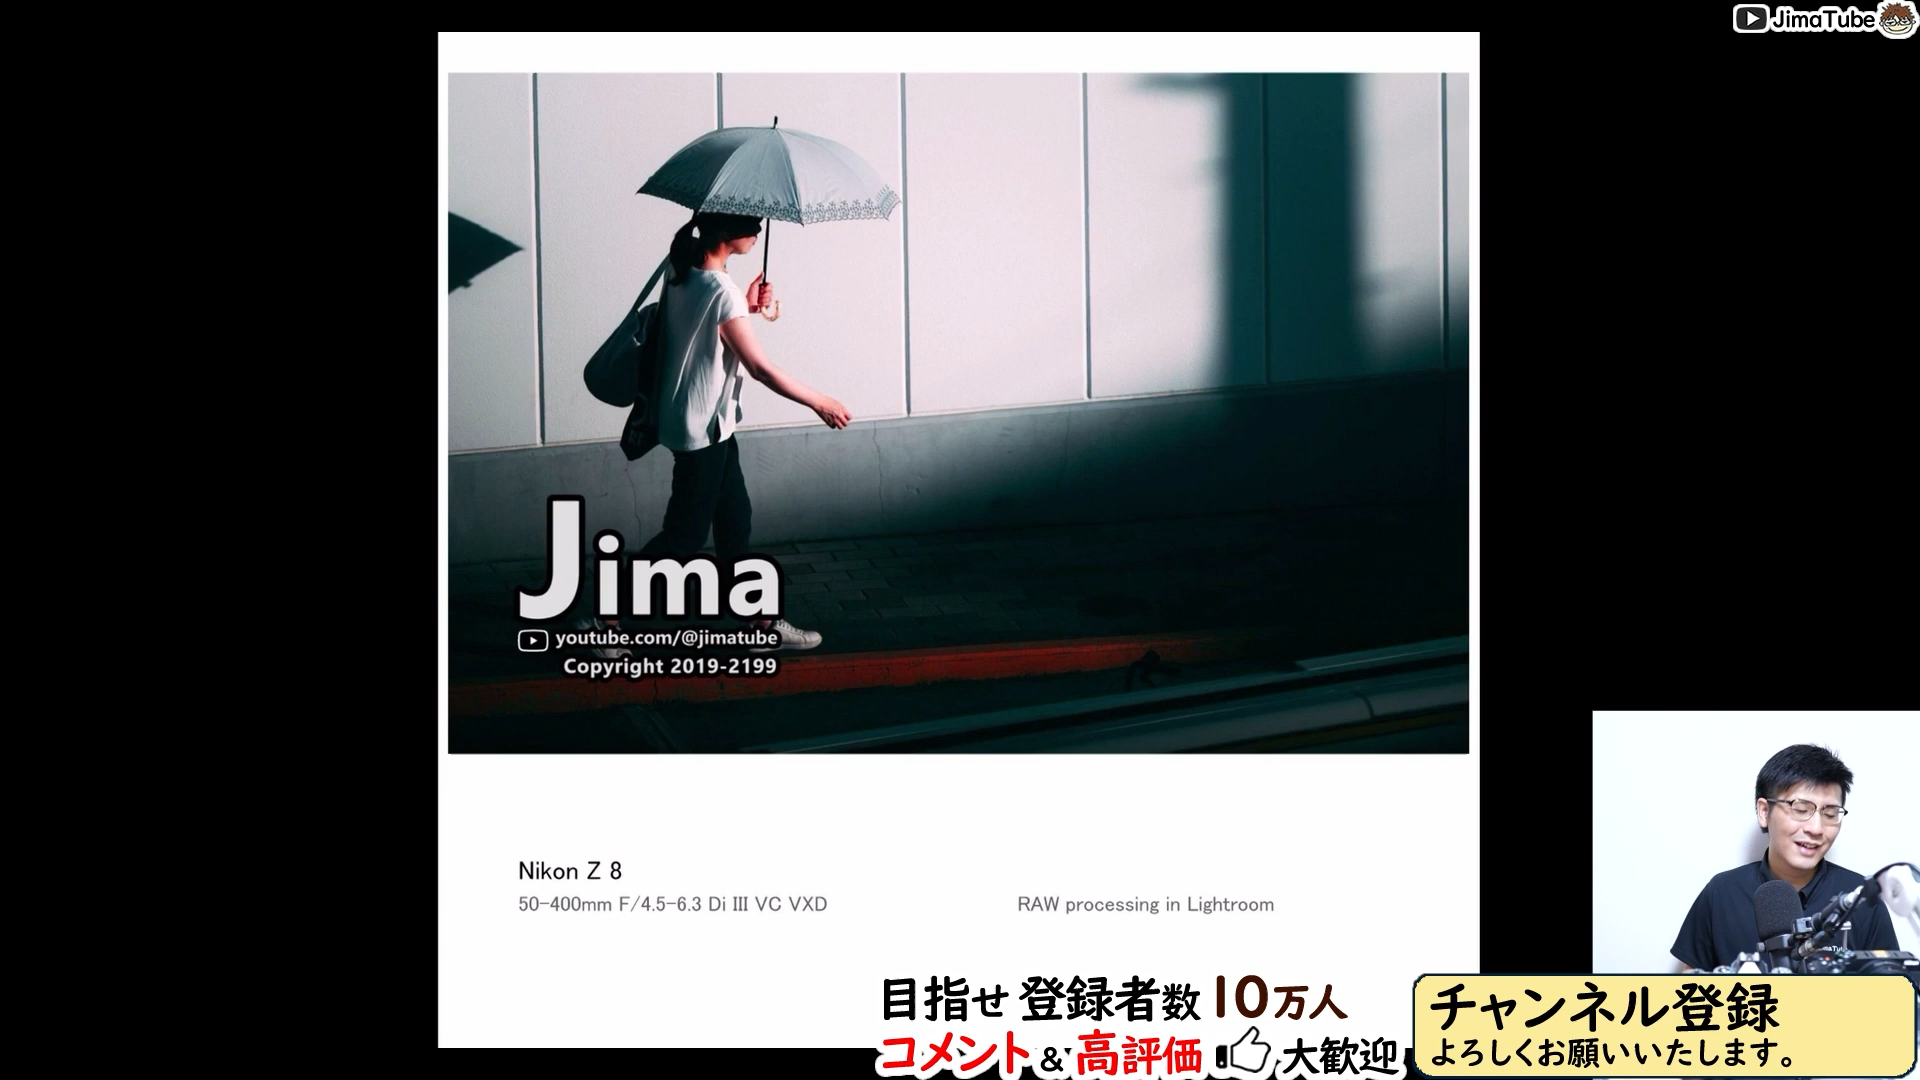 JimaTube
Jima
youtube.com/@jimatube
Copyright 2019-2199
Nikon Z 8
50-400mm F/4.5-6.3 Di III VC VXD
RAW processing in Lightroom
目指せ 登録者数 10万人
コメント & 高評価 大歓迎
チャンネル登録
よろしくお願いいたします。